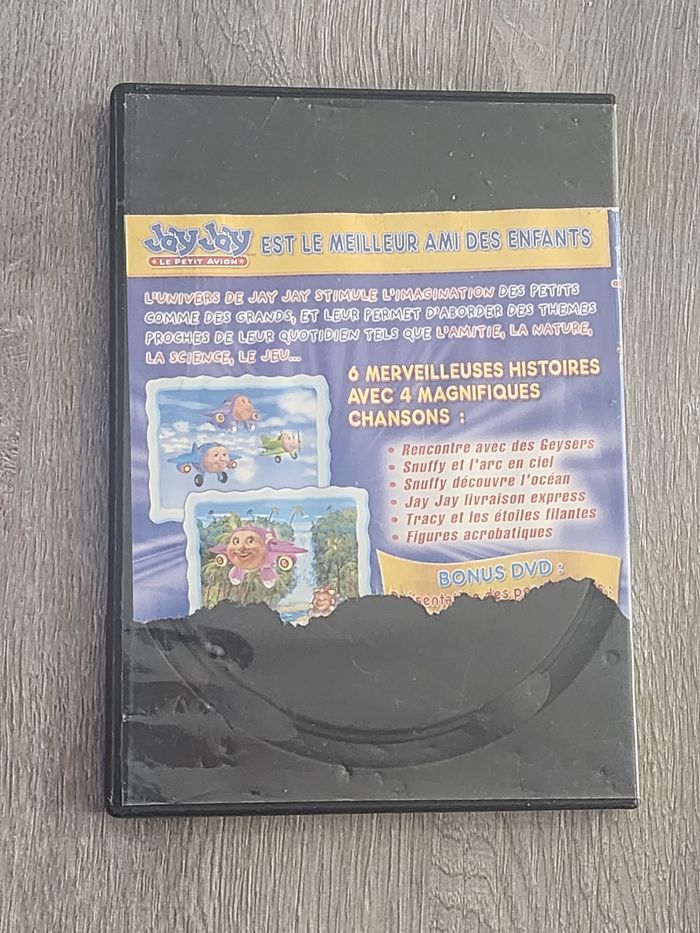 Jay Jay
LE PETIT AVION
EST LE MEILLEUR AMI DES ENFANTS
L'UNIVERS DE JAY JAY STIMULE L'IMAGINATION DES PETITS
COMME DES GRANDS, ET LEUR PERMET D'ABORDER DES THEMES
PROCHES DE LEUR QUOTIDIEN TELS QUE L'AMITIE, LA NATURE,
LA SCIENCE, LE JEU...
6 MERVEILLEUSES HISTOIRES
AVEC 4 MAGNIFIQUES
CHANSONS :
• Rencontre avec des Geysers
• Snuffy et l'arc en ciel
• Snuffy découvre l'océan
• Jay Jay livraison express
• Tracy et les étoiles filantes
• Figures acrobatiques
BONUS DVD :
des